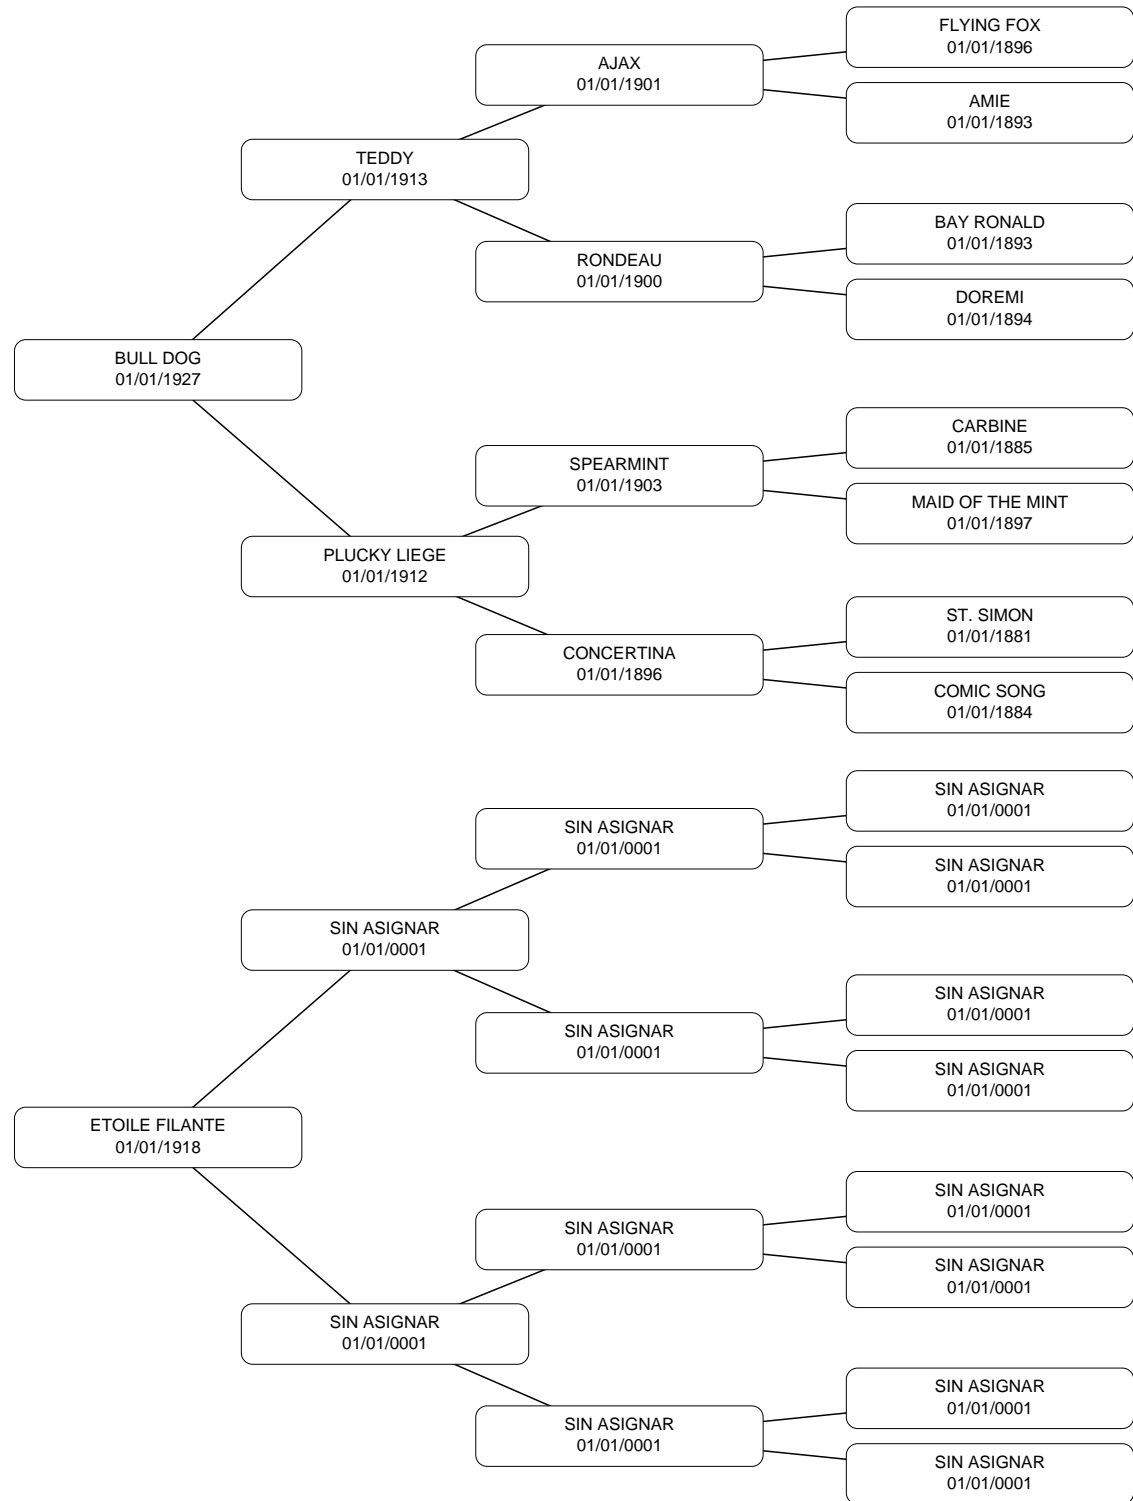 FLYING FOX
01/01/1896
AJAX
01/01/1901
AMIE
01/01/1893
TEDDY
01/01/1913
BAY RONALD
01/01/1893
RONDEAU
01/01/1900
DOREMI
01/01/1894
BULL DOG
01/01/1927
CARBINE
01/01/1885
SPEARMINT
01/01/1903
MAID OF THE MINT
01/01/1897
PLUCKY LIEGE
01/01/1912
ST. SIMON
01/01/1881
CONCERTINA
01/01/1896
COMIC SONG
01/01/1884
SIN ASIGNAR
01/01/0001
SIN ASIGNAR
01/01/0001
SIN ASIGNAR
01/01/0001
SIN ASIGNAR
01/01/0001
SIN ASIGNAR
01/01/0001
SIN ASIGNAR
01/01/0001
SIN ASIGNAR
01/01/0001
ETOILE FILANTE
01/01/1918
SIN ASIGNAR
01/01/0001
SIN ASIGNAR
01/01/0001
SIN ASIGNAR
01/01/0001
SIN ASIGNAR
01/01/0001
SIN ASIGNAR
01/01/0001
SIN ASIGNAR
01/01/0001
SIN ASIGNAR
01/01/0001